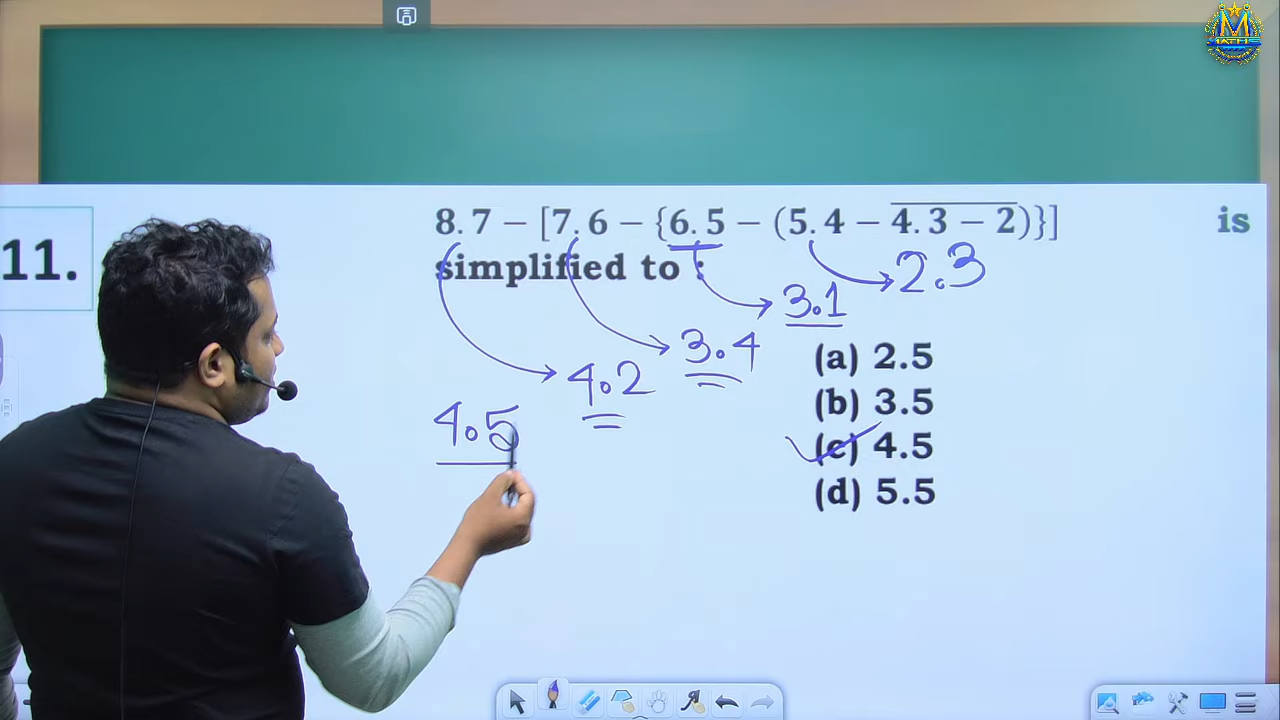 M
MATHS
11.
8.7 − [7.6 − {6.5 − (5.4 − 4.3 − 2)}] is
simplified to :
2.3
3.1
3.4
4.2
4.5
(a) 2.5
(b) 3.5
(c) 4.5
(d) 5.5